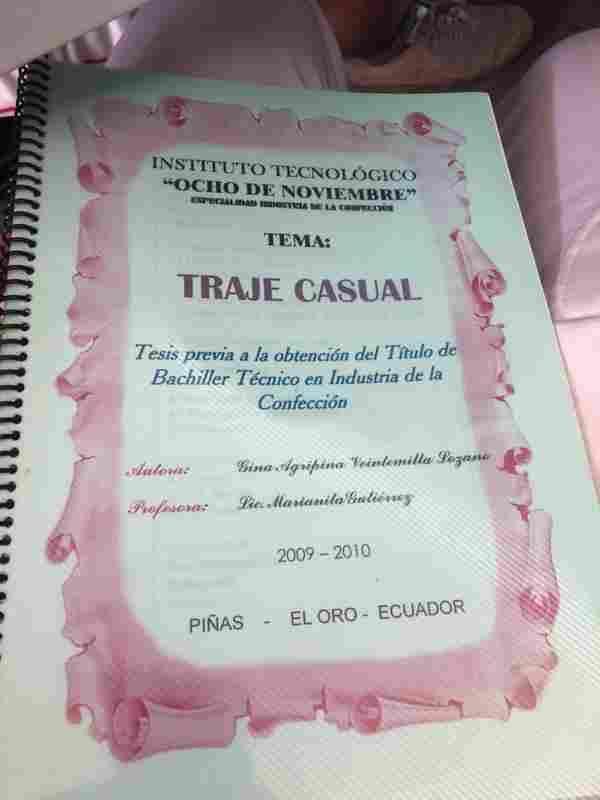 INSTITUTO TECNOLÓGICO
“OCHO DE NOVIEMBRE”
ESPECIALIDAD INDUSTRIA DE LA CONFECCIÓN
TEMA:
TRAJE CASUAL
Tesis previa a la obtención del Título de
Bachiller Técnico en Industria de la
Confección
Autora: Gina Agripina Veintemilla Lozano
Profesora: Lic. Marianita Gutiérrez
2009 – 2010
PIÑAS - EL ORO - ECUADOR